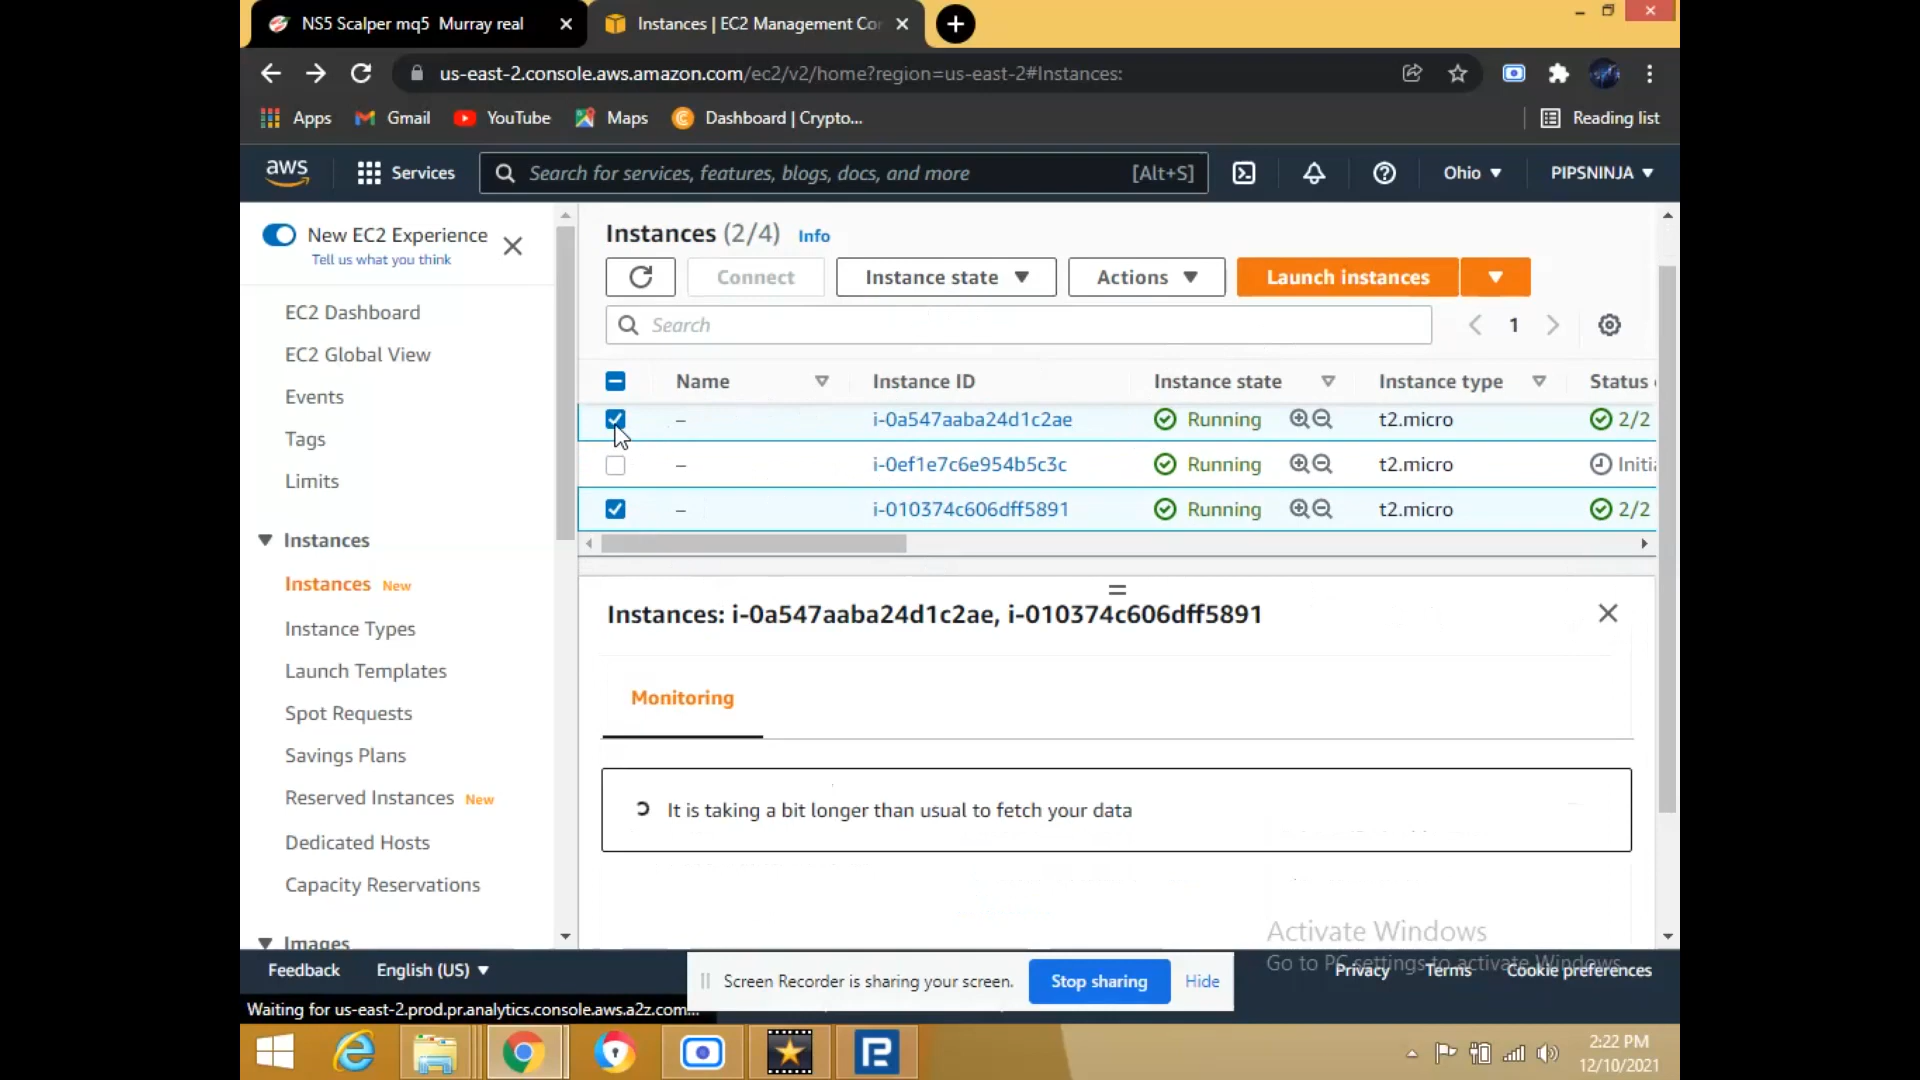 NS5 Scalper mq5 Murray real
Instances | EC2 Management Co
us-east-2.console.aws.amazon.com/ec2/v2/home?region=us-east-2#Instances:
Apps Gmail YouTube Maps Dashboard | Crypto... Reading list
aws Services Search for services, features, blogs, docs, and more [Alt+S] Ohio ▼ PIPSNINJA ▼
New EC2 Experience
Tell us what you think
EC2 Dashboard
EC2 Global View
Events
Tags
Limits
Instances
Instances New
Instance Types
Launch Templates
Spot Requests
Savings Plans
Reserved Instances New
Dedicated Hosts
Capacity Reservations
Images
Instances (2/4) Info
Connect Instance state ▼ Actions ▼ Launch instances ▼
Search 1
Name Instance ID Instance state Instance type Status
– i-0a547aaba24d1c2ae Running t2.micro 2/2
– i-0ef1e7c6e954b5c3c Running t2.micro Initi
– i-010374c606dff5891 Running t2.micro 2/2
Instances: i-0a547aaba24d1c2ae, i-010374c606dff5891
Monitoring
It is taking a bit longer than usual to fetch your data
Activate Windows
Go to PC settings to activate Windows.
Feedback English (US) ▼ Privacy Terms Cookie preferences
Screen Recorder is sharing your screen. Stop sharing Hide
Waiting for us-east-2.prod.pr.analytics.console.aws.a2z.com...
2:22 PM
12/10/2021